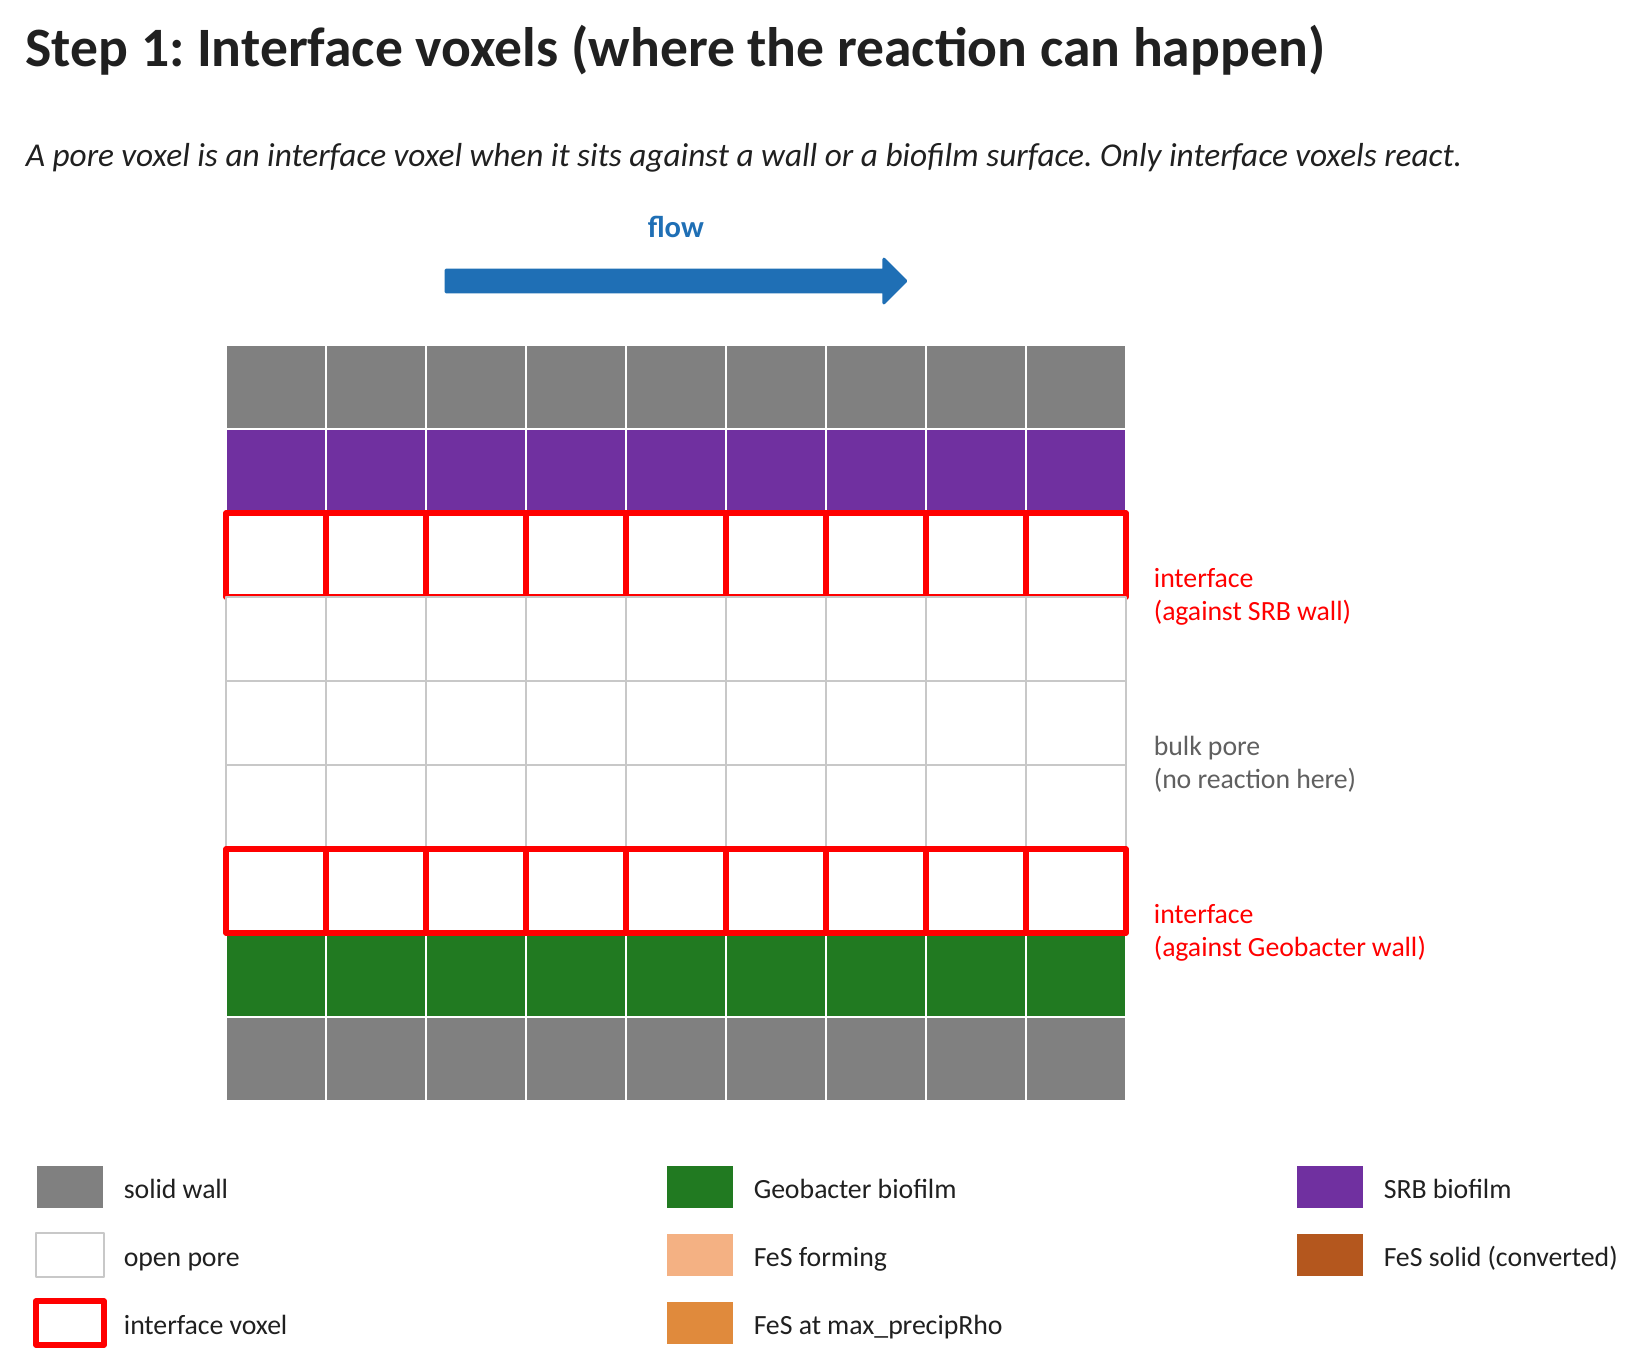 Step 1: Interface voxels (where the reaction can happen)
A pore voxel is an interface voxel when it sits against a wall or a biofilm surface. Only interface voxels react.
flow
interface
(against SRB wall)
bulk pore
(no reaction here)
interface
(against Geobacter wall)
solid wall
Geobacter biofilm
SRB biofilm
open pore
FeS forming
FeS solid (converted)
interface voxel
FeS at max_precipRho